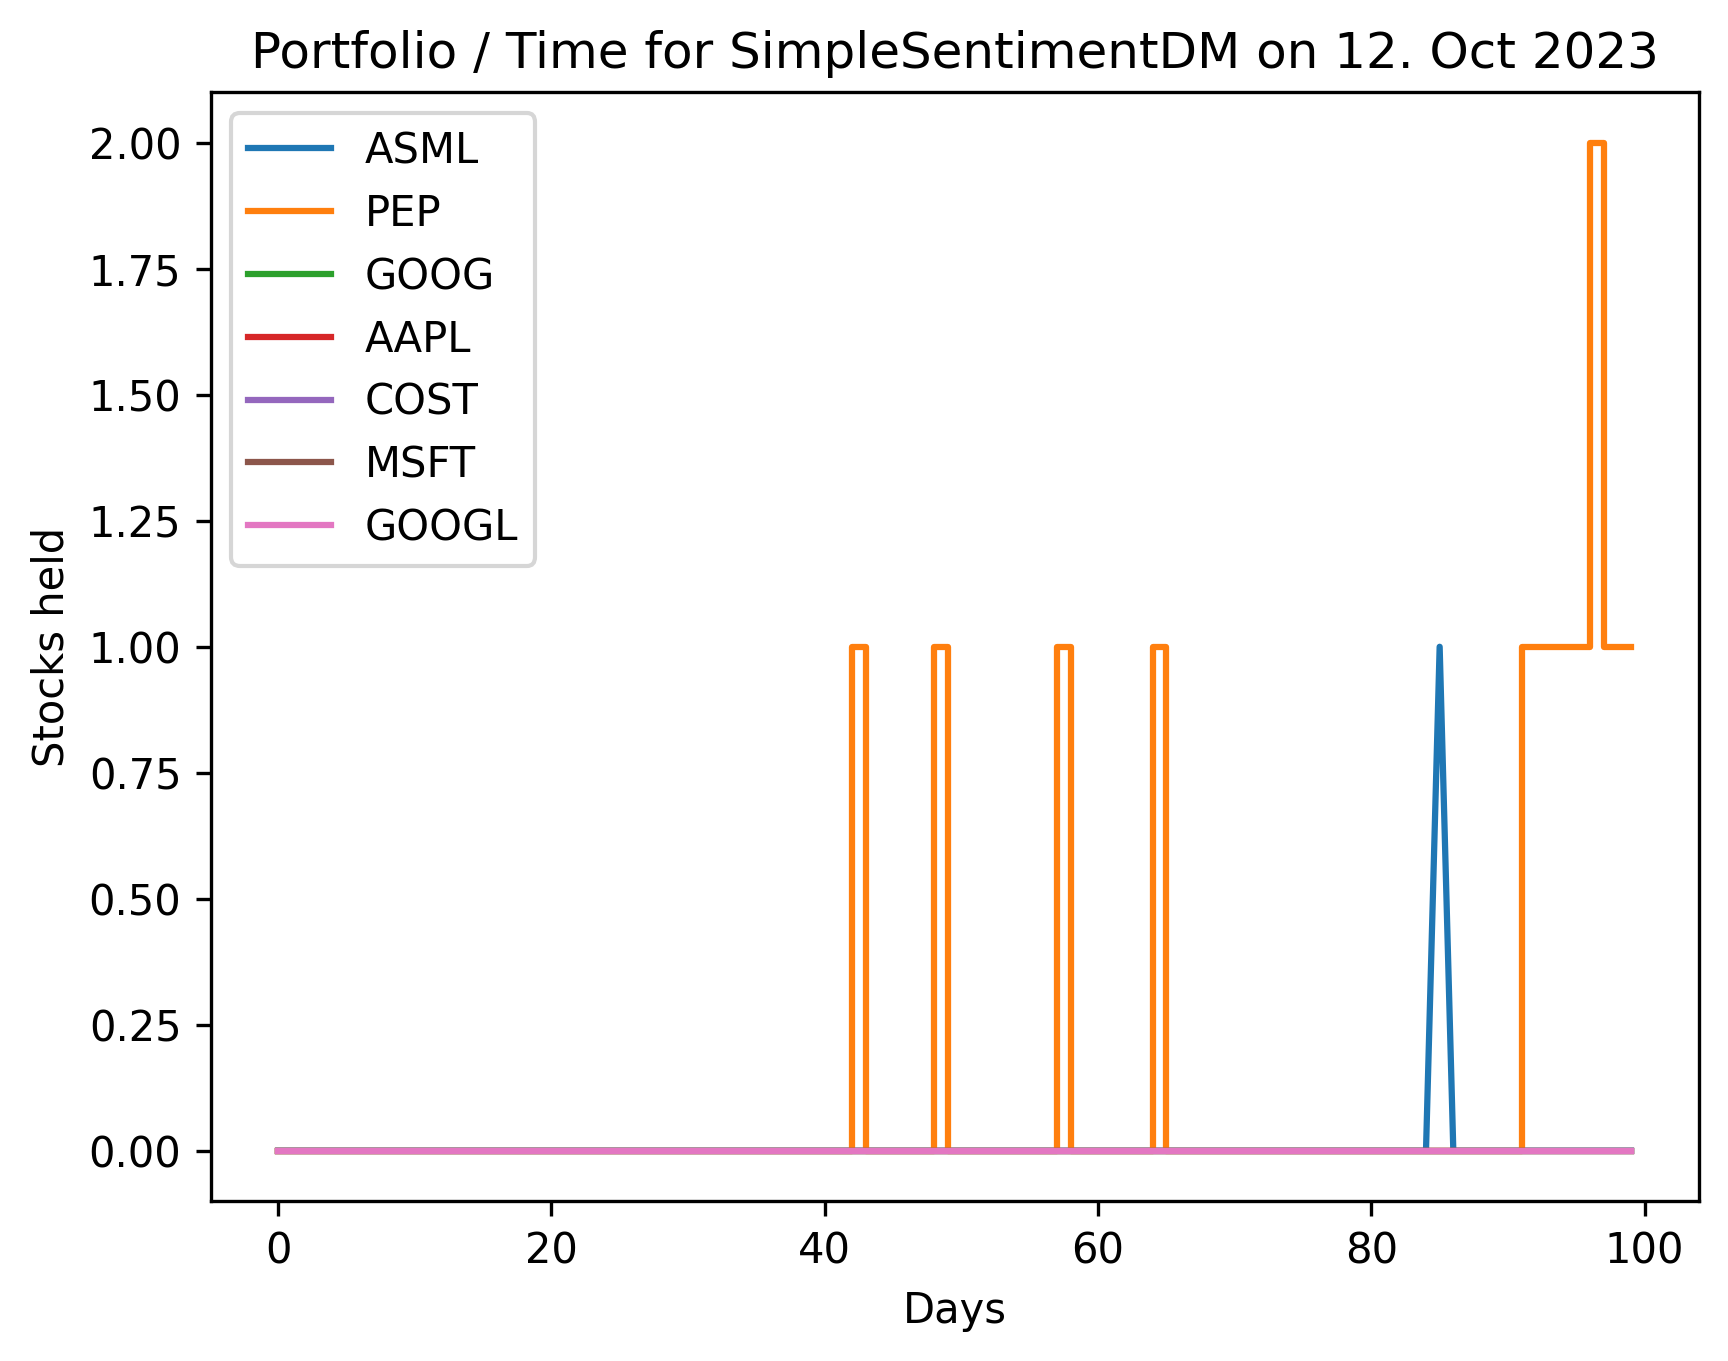 Portfolio / Time for SimpleSentimentDM on 12. Oct 2023
ASML
PEP
GOOG
AAPL
COST
MSFT
GOOGL
2.00
1.75
1.50
1.25
1.00
0.75
0.50
0.25
0.00
Stocks held
0 20 40 60 80 100
Days